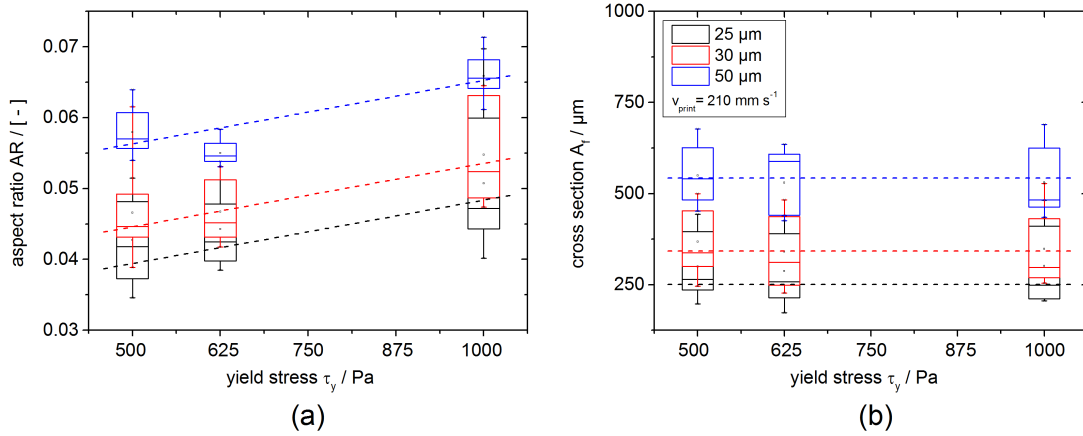 0.07
0.06
0.05
0.04
0.03
aspect ratio AR / [ - ]
500 625 750 875 1000
yield stress τy / Pa
(a)
1000
750
500
250
cross section Af / µm
25 µm
30 µm
50 µm
vprint= 210 mm s-1
500 625 750 875 1000
yield stress τy / Pa
(b)